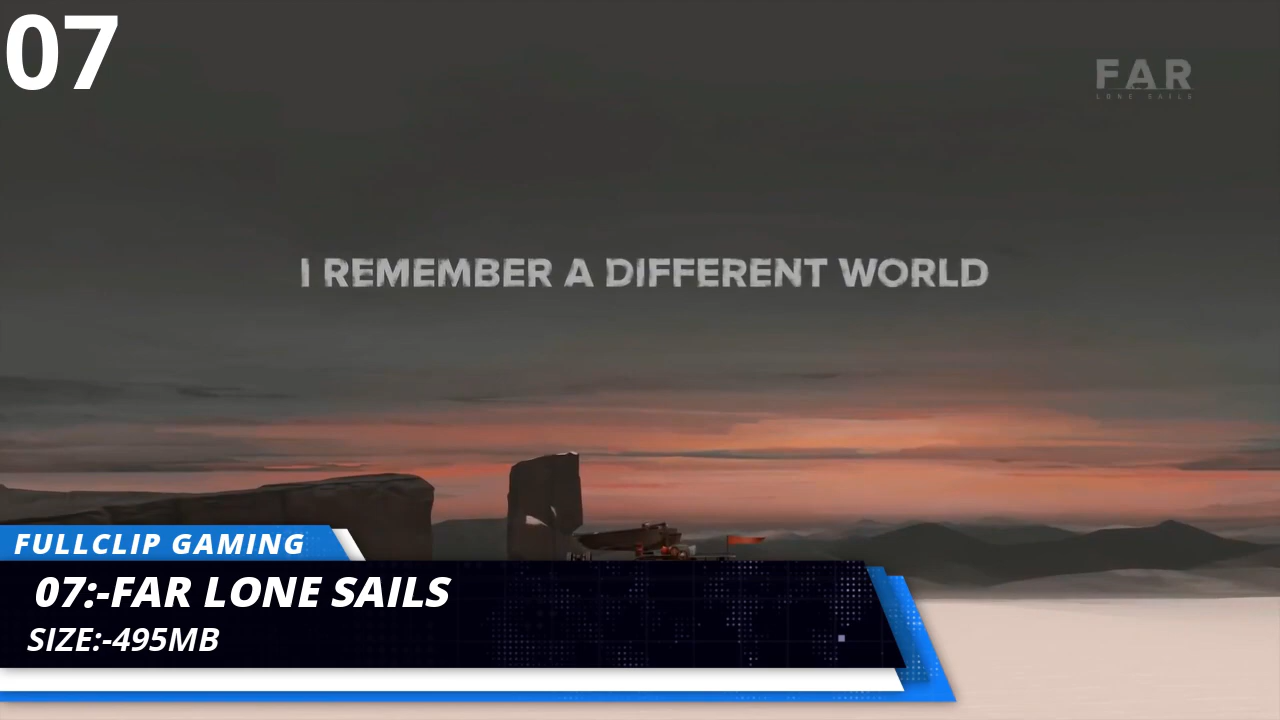 07
FAR
LONE SAILS
I REMEMBER A DIFFERENT WORLD
FULLCLIP GAMING
07:-FAR LONE SAILS
SIZE:-495MB